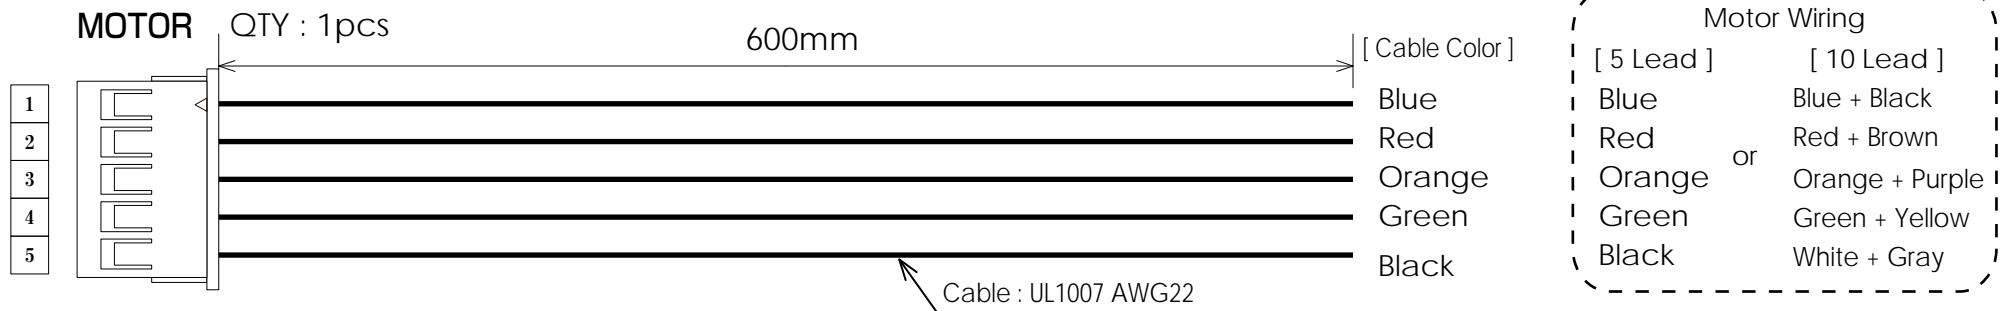 MOTOR QTY : 1pcs
600mm
[ Cable Color ]
1 Blue
2 Red
3 Orange
4 Green
5 Black
Cable : UL1007 AWG22
Motor Wiring
[ 5 Lead ] [ 10 Lead ]
Blue Blue + Black
Red Red + Brown
or
Orange Orange + Purple
Green Green + Yellow
Black White + Gray